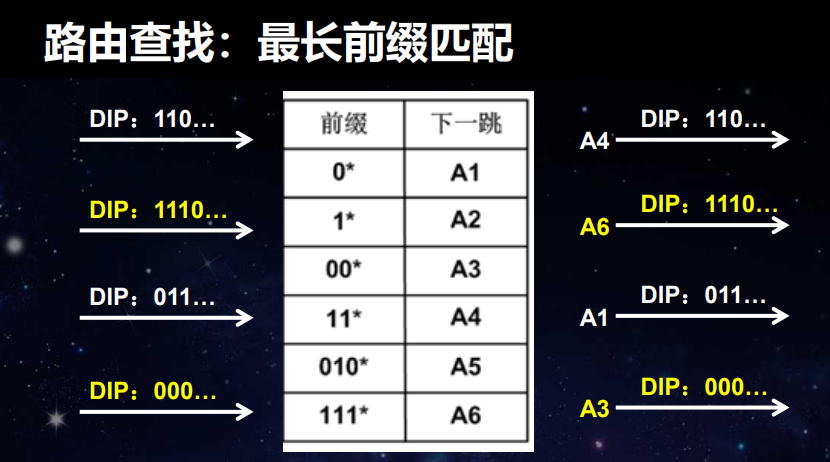 路由查找：最长前缀匹配
DIP：110…
DIP：1110…
DIP：011…
DIP：000…
前缀 下一跳
0* A1
1* A2
00* A3
11* A4
010* A5
111* A6
A4 DIP：110…
A6 DIP：1110…
A1 DIP：011…
A3 DIP：000…